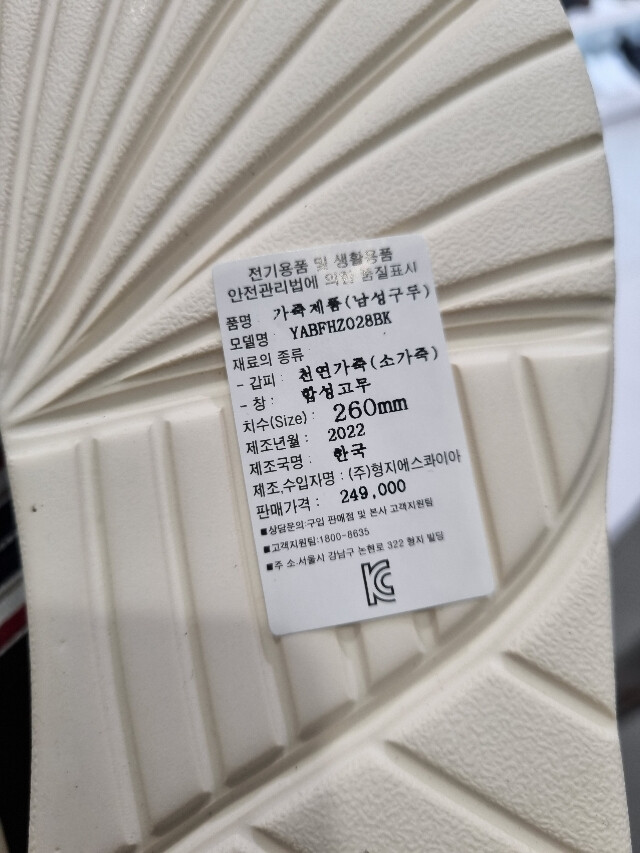 전기용품 및 생활용품
안전관리법에 의한 품질표시
품명 : 가죽제품(남성구두)
모델명 : YABFHZ028BK
재료의 종류
- 갑피 : 천연가죽(소가죽)
- 창 : 합성고무
치수(Size) : 260mm
제조년월 : 2022
제조국명 : 한국
제조,수입자명 : (주)형지에스콰이아
판매가격 : 249,000
■상담문의:구입 판매점 및 본사 고객지원팀
■고객지원팀:1800-8635
■주 소:서울시 강남구 논현로 322 형지 빌딩